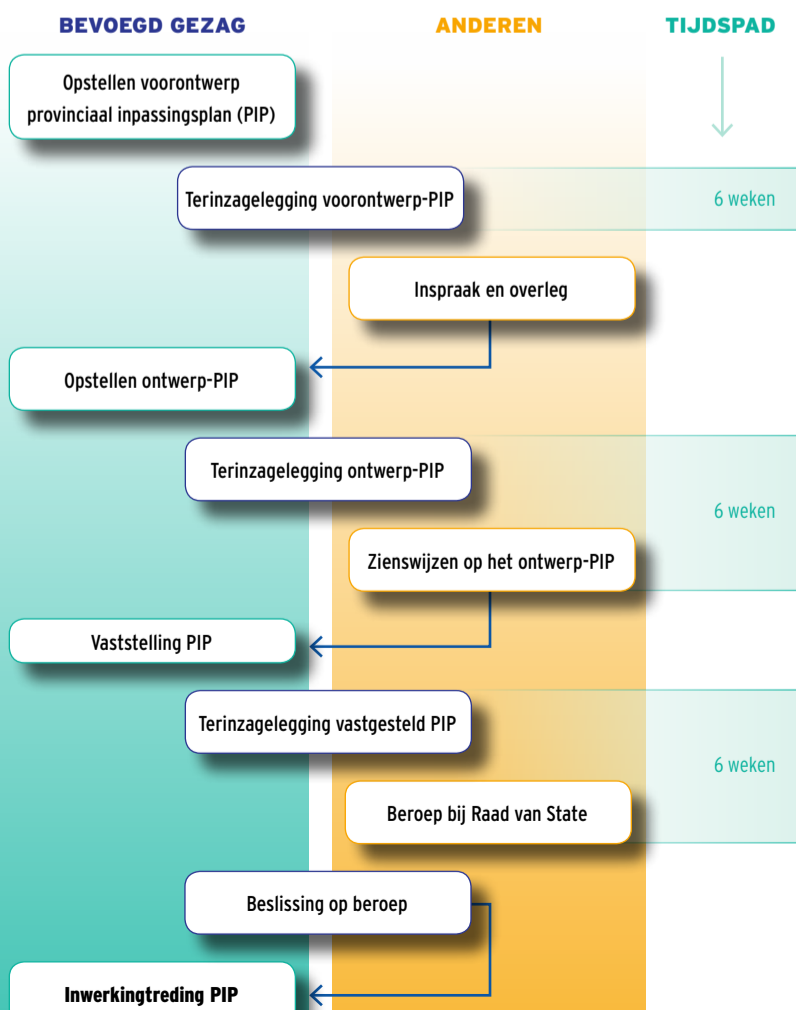 BEVOEGD GEZAG
ANDEREN
TIJDSPAD
Opstellen voorontwerp
provinciaal inpassingsplan (PIP)
Terinzagelegging voorontwerp-PIP
6 weken
Inspraak en overleg
Opstellen ontwerp-PIP
Terinzagelegging ontwerp-PIP
6 weken
Zienswijzen op het ontwerp-PIP
Vaststelling PIP
Terinzagelegging vastgesteld PIP
6 weken
Beroep bij Raad van State
Beslissing op beroep
Inwerkingtreding PIP